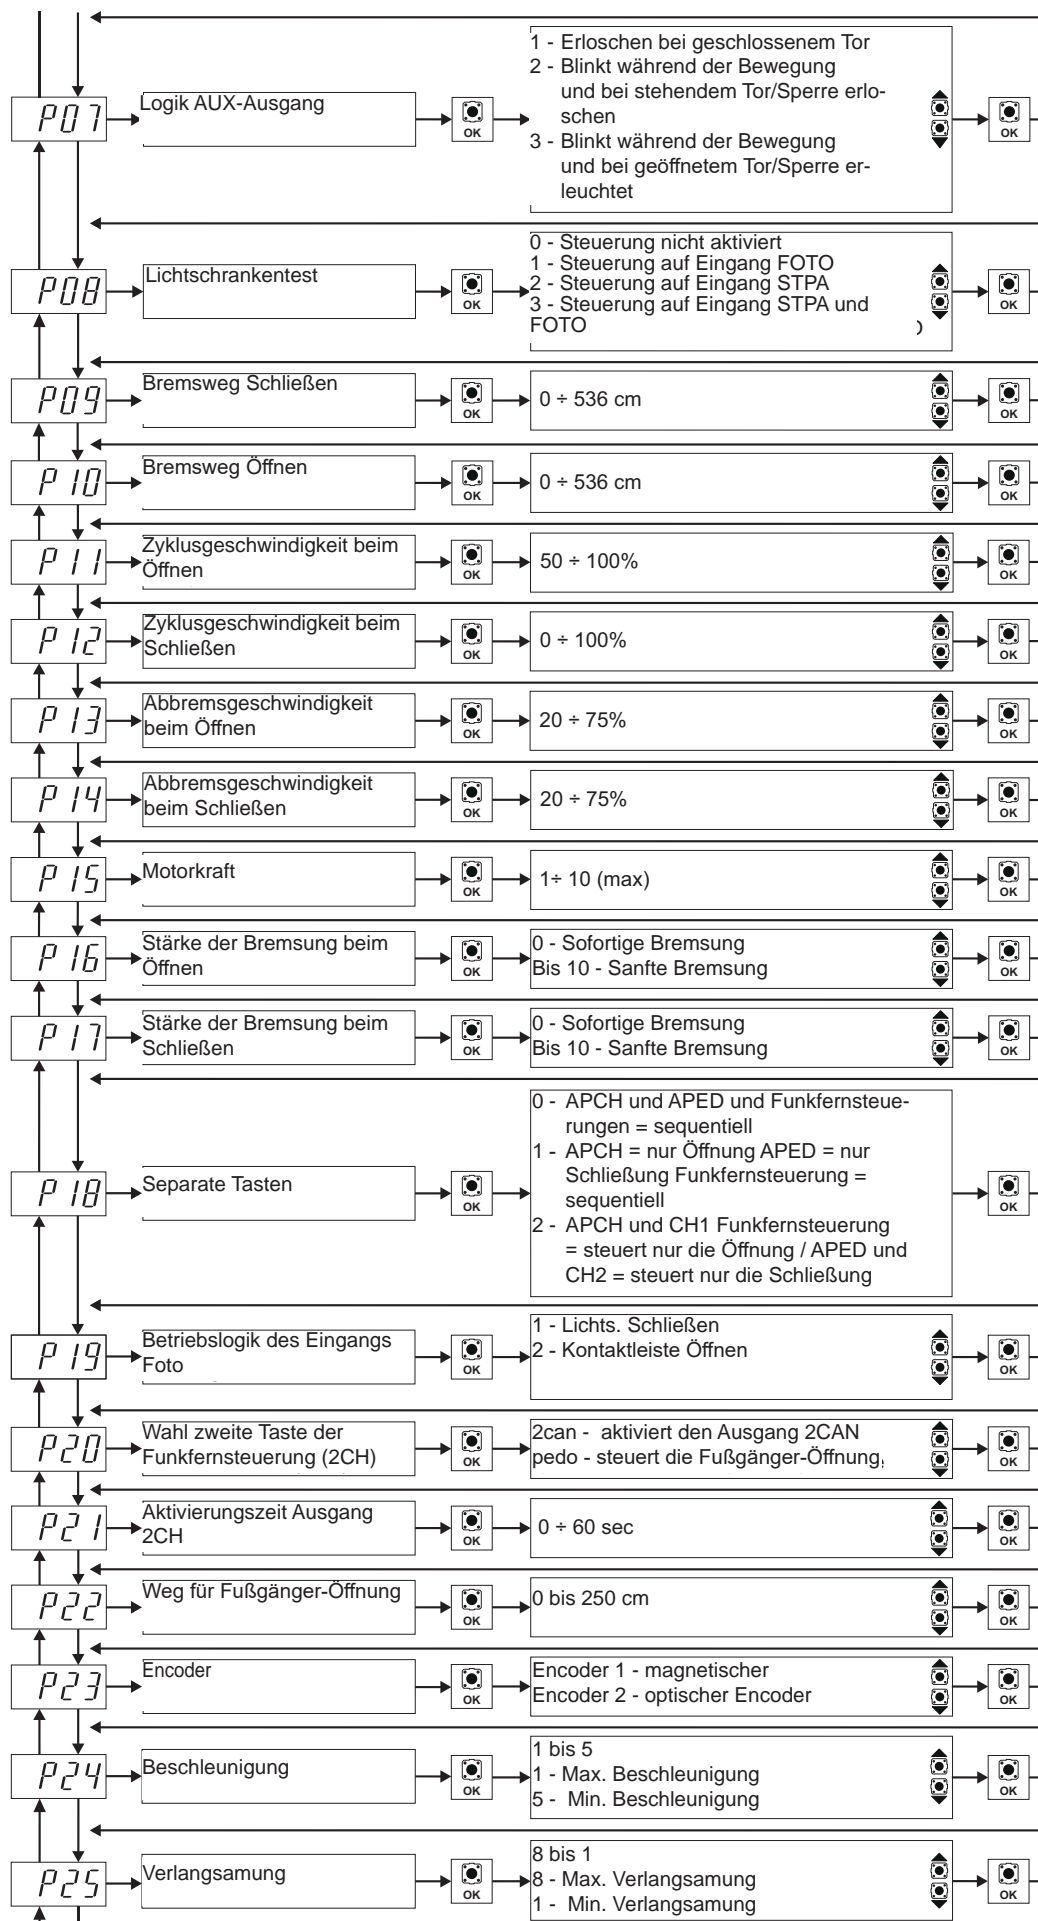 P07
Logik AUX-Ausgang
OK
1 - Erloschen bei geschlossenem Tor
2 - Blinkt während der Bewegung
und bei stehendem Tor/Sperre erlo-
schen
3 - Blinkt während der Bewegung
und bei geöffnetem Tor/Sperre er-
leuchtet
OK
P08
Lichtschrankentest
OK
0 - Steuerung nicht aktiviert
1 - Steuerung auf Eingang FOTO
2 - Steuerung auf Eingang STPA
3 - Steuerung auf Eingang STPA und
FOTO
OK
P09
Bremsweg Schließen
OK
0 ÷ 536 cm
OK
P10
Bremsweg Öffnen
OK
0 ÷ 536 cm
OK
P11
Zyklusgeschwindigkeit beim
Öffnen
OK
50 ÷ 100%
OK
P12
Zyklusgeschwindigkeit beim
Schließen
OK
0 ÷ 100%
OK
P13
Abbremsgeschwindigkeit
beim Öffnen
OK
20 ÷ 75%
OK
P14
Abbremsgeschwindigkeit
beim Schließen
OK
20 ÷ 75%
OK
P15
Motorkraft
OK
1÷ 10 (max)
OK
P16
Stärke der Bremsung beim
Öffnen
OK
0 - Sofortige Bremsung
Bis 10 - Sanfte Bremsung
OK
P17
Stärke der Bremsung beim
Schließen
OK
0 - Sofortige Bremsung
Bis 10 - Sanfte Bremsung
OK
P18
Separate Tasten
OK
0 - APCH und APED und Funkfernsteue-
rungen = sequentiell
1 - APCH = nur Öffnung APED = nur
Schließung Funkfernsteuerung =
sequentiell
2 - APCH und CH1 Funkfernsteuerung
= steuert nur die Öffnung / APED und
CH2 = steuert nur die Schließung
OK
P19
Betriebslogik des Eingangs
Foto
OK
1 - Lichts. Schließen
2 - Kontaktleiste Öffnen
OK
P20
Wahl zweite Taste der
Funkfernsteuerung (2CH)
OK
2can - aktiviert den Ausgang 2CAN
pedo - steuert die Fußgänger-Öffnung,
OK
P21
Aktivierungszeit Ausgang
2CH
OK
0 ÷ 60 sec
OK
P22
Weg für Fußgänger-Öffnung
OK
0 bis 250 cm
OK
P23
Encoder
OK
Encoder 1 - magnetischer
Encoder 2 - optischer Encoder
OK
P24
Beschleunigung
OK
1 bis 5
1 - Max. Beschleunigung
5 - Min. Beschleunigung
OK
P25
Verlangsamung
OK
8 bis 1
8 - Max. Verlangsamung
1 - Min. Verlangsamung
OK